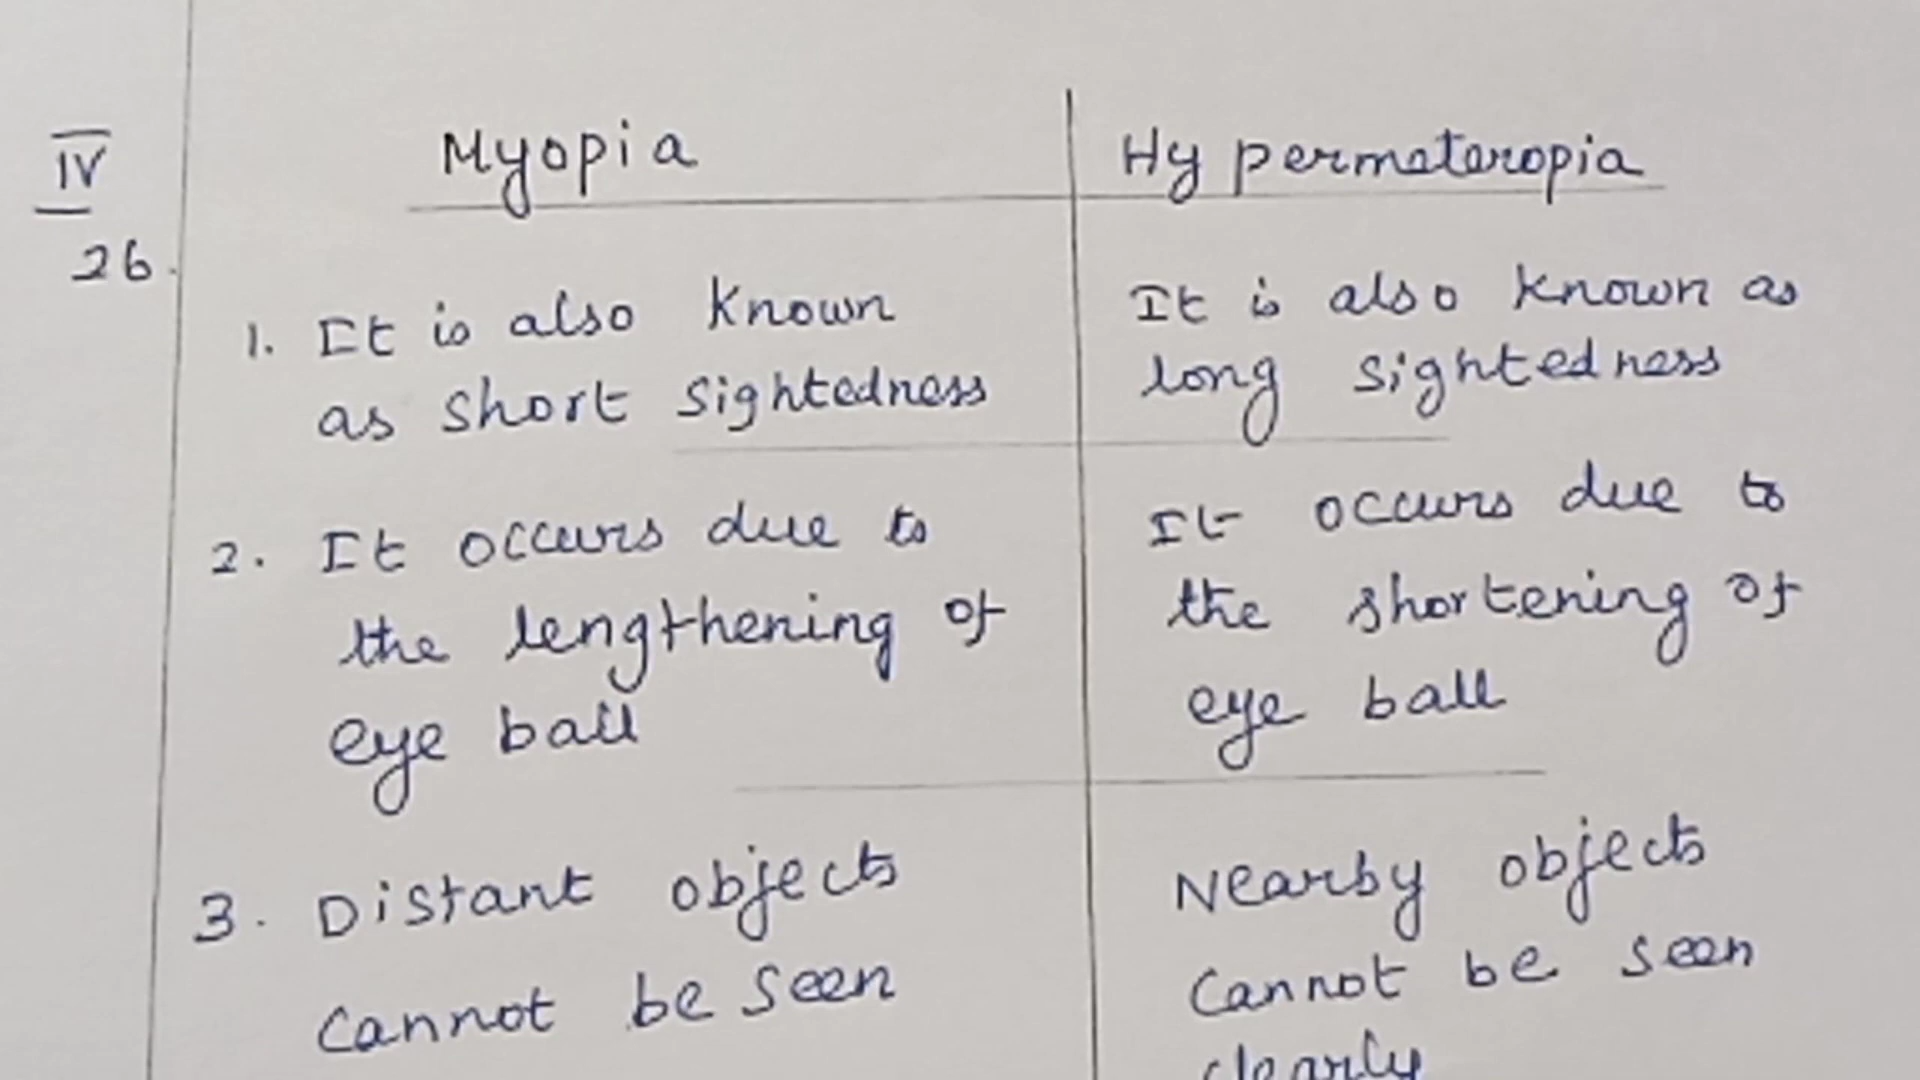 IV
Myopia Hypermeteropia
26.
1. It is also known It is also known as
as short sightedness long sightedness
2. It occurs due to It occurs due to
the lengthening of the shortening of
eye ball eye ball
3. Distant objects Nearby objects
cannot be seen cannot be seen
clearly